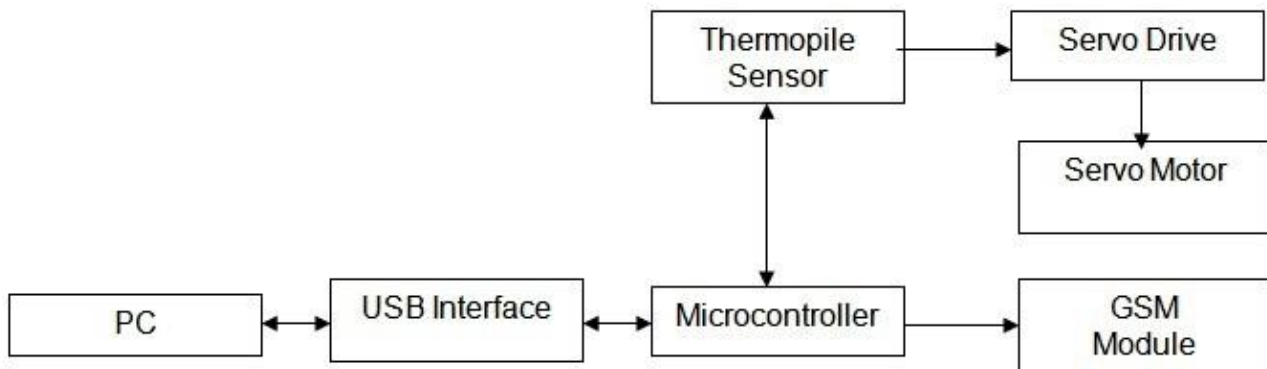 Thermopile
Sensor
Servo Drive
Servo Motor
PC
USB Interface
Microcontroller
GSM
Module